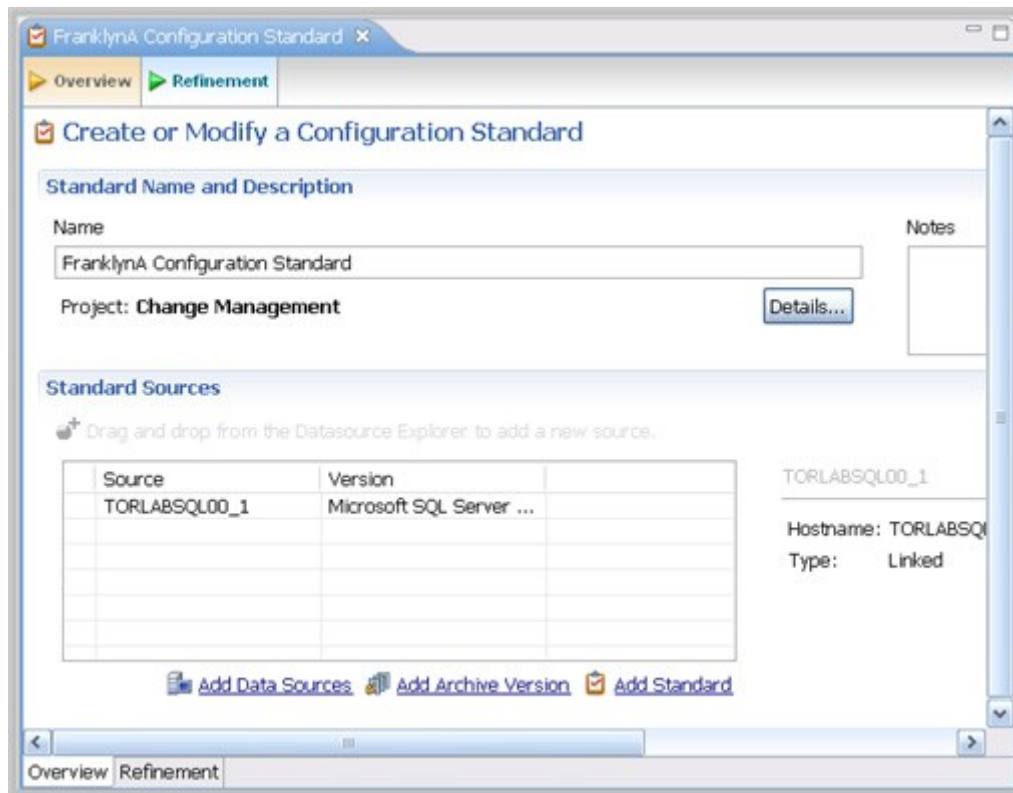 FranklynA Configuration Standard
Overview Refinement
Create or Modify a Configuration Standard
Standard Name and Description
Name
Notes
FranklynA Configuration Standard
Project: Change Management
Details...
Standard Sources
Drag and drop from the Datasource Explorer to add a new source.
Source Version
TORLABSQL00_1 Microsoft SQL Server ...
TORLABSQL00_1
Hostname: TORLABSQ
Type: Linked
Add Data Sources Add Archive Version Add Standard
Overview Refinement